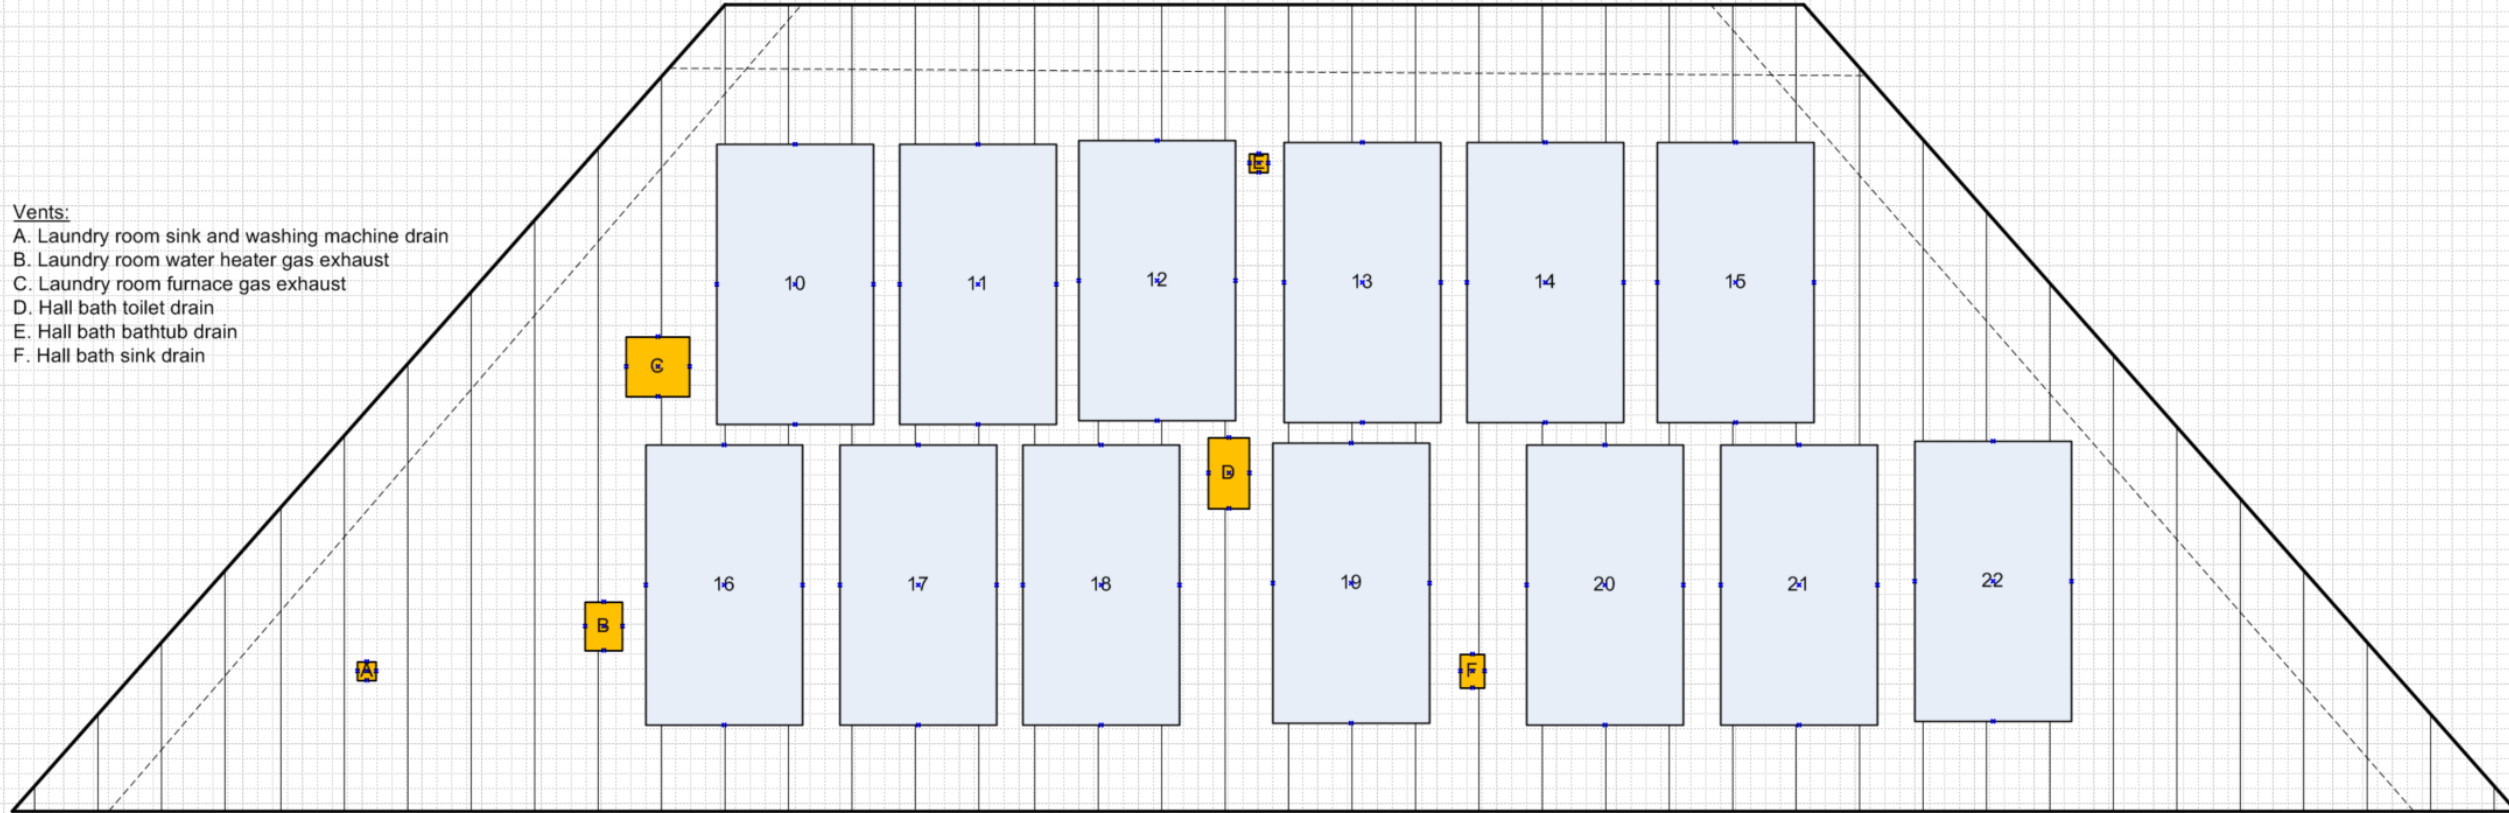 Vents:
A. Laundry room sink and washing machine drain
B. Laundry room water heater gas exhaust
C. Laundry room furnace gas exhaust
D. Hall bath toilet drain
E. Hall bath bathtub drain
F. Hall bath sink drain
E
10
11
12
13
14
15
C
D
16
17
18
19
20
21
22
B
A
F